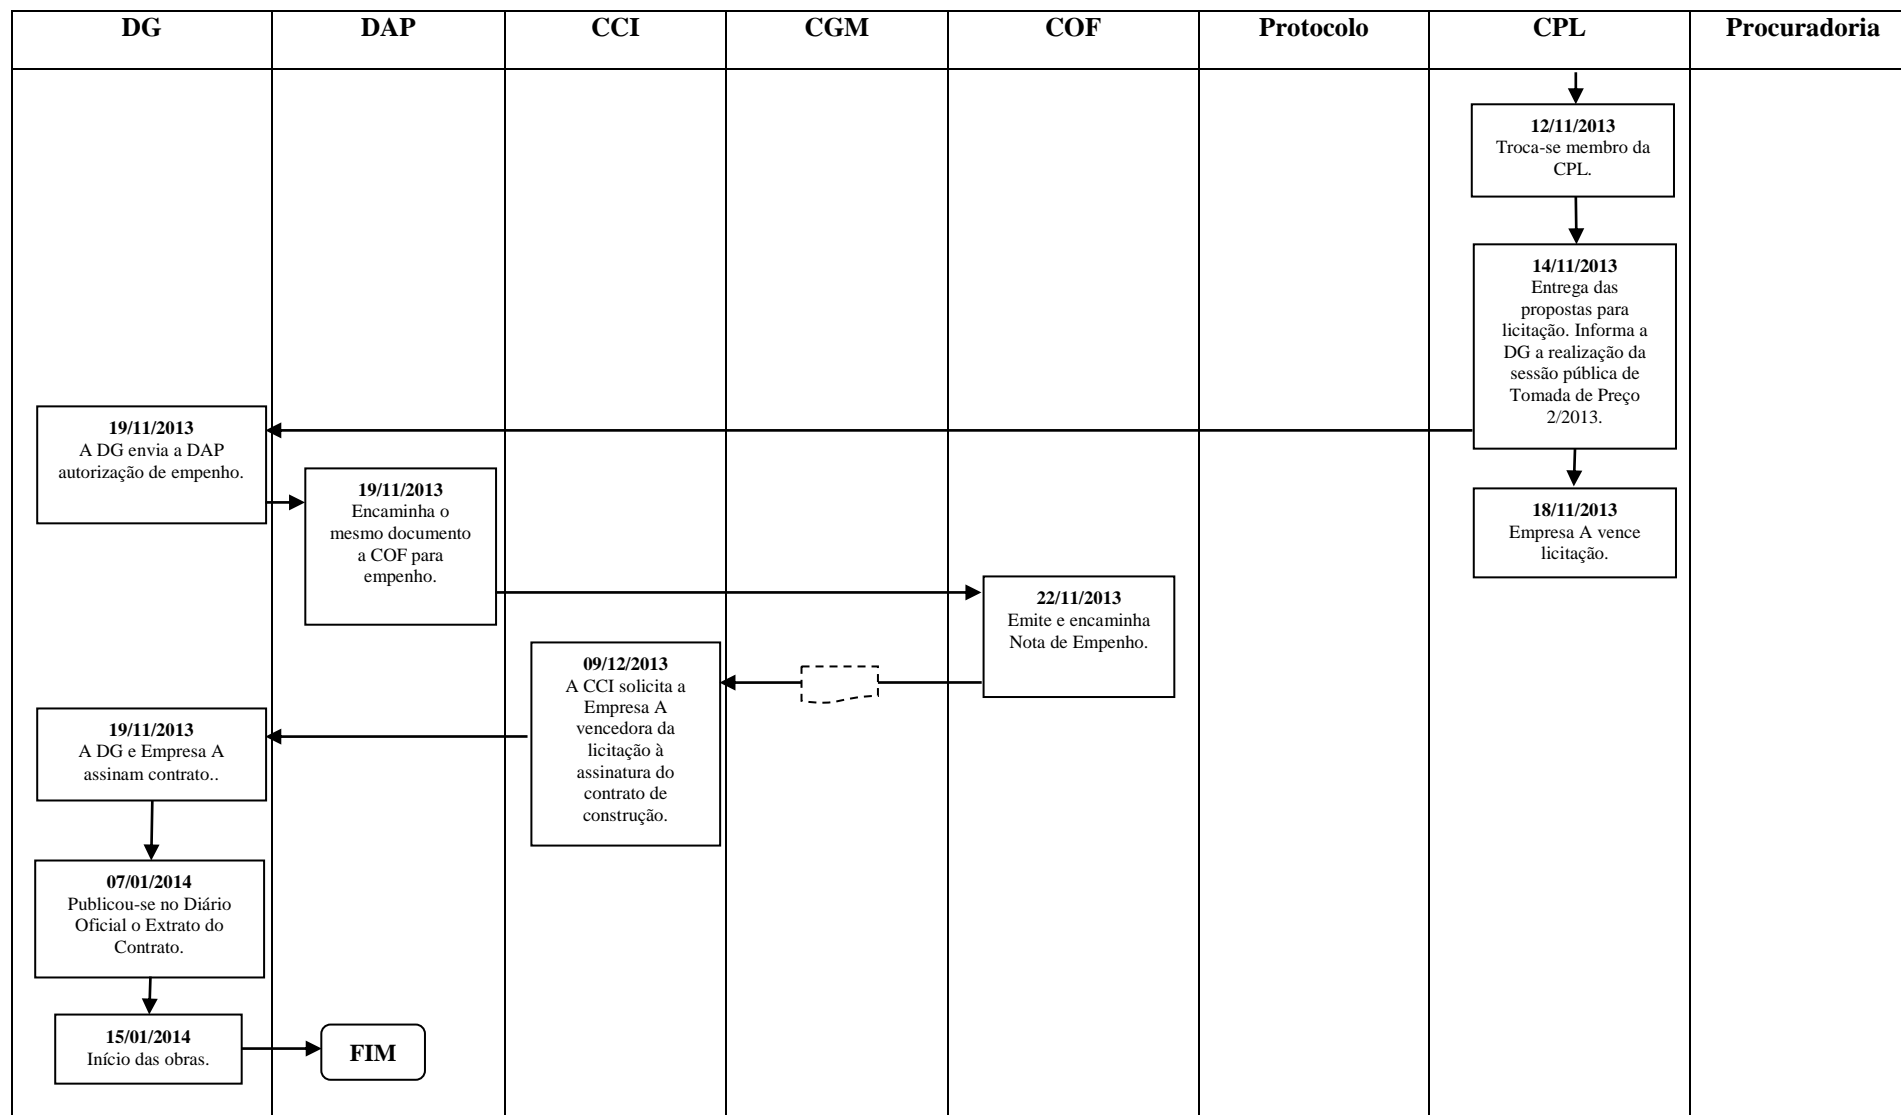 DG
DAP
CCI
CGM
COF
Protocolo
CPL
Procuradoria
12/11/2013
Troca-se membro da
CPL.
14/11/2013
Entrega das
propostas para
licitação. Informa a
DG a realização da
sessão pública de
Tomada de Preço
2/2013.
18/11/2013
Empresa A vence
licitação.
19/11/2013
A DG envia a DAP
autorização de empenho.
19/11/2013
Encaminha o
mesmo documento
a COF para
empenho.
22/11/2013
Emite e encaminha
Nota de Empenho.
09/12/2013
A CCI solicita a
Empresa A
vencedora da
licitação à
assinatura do
contrato de
construção.
19/11/2013
A DG e Empresa A
assinam contrato..
07/01/2014
Publicou-se no Diário
Oficial o Extrato do
Contrato.
15/01/2014
Início das obras.
FIM